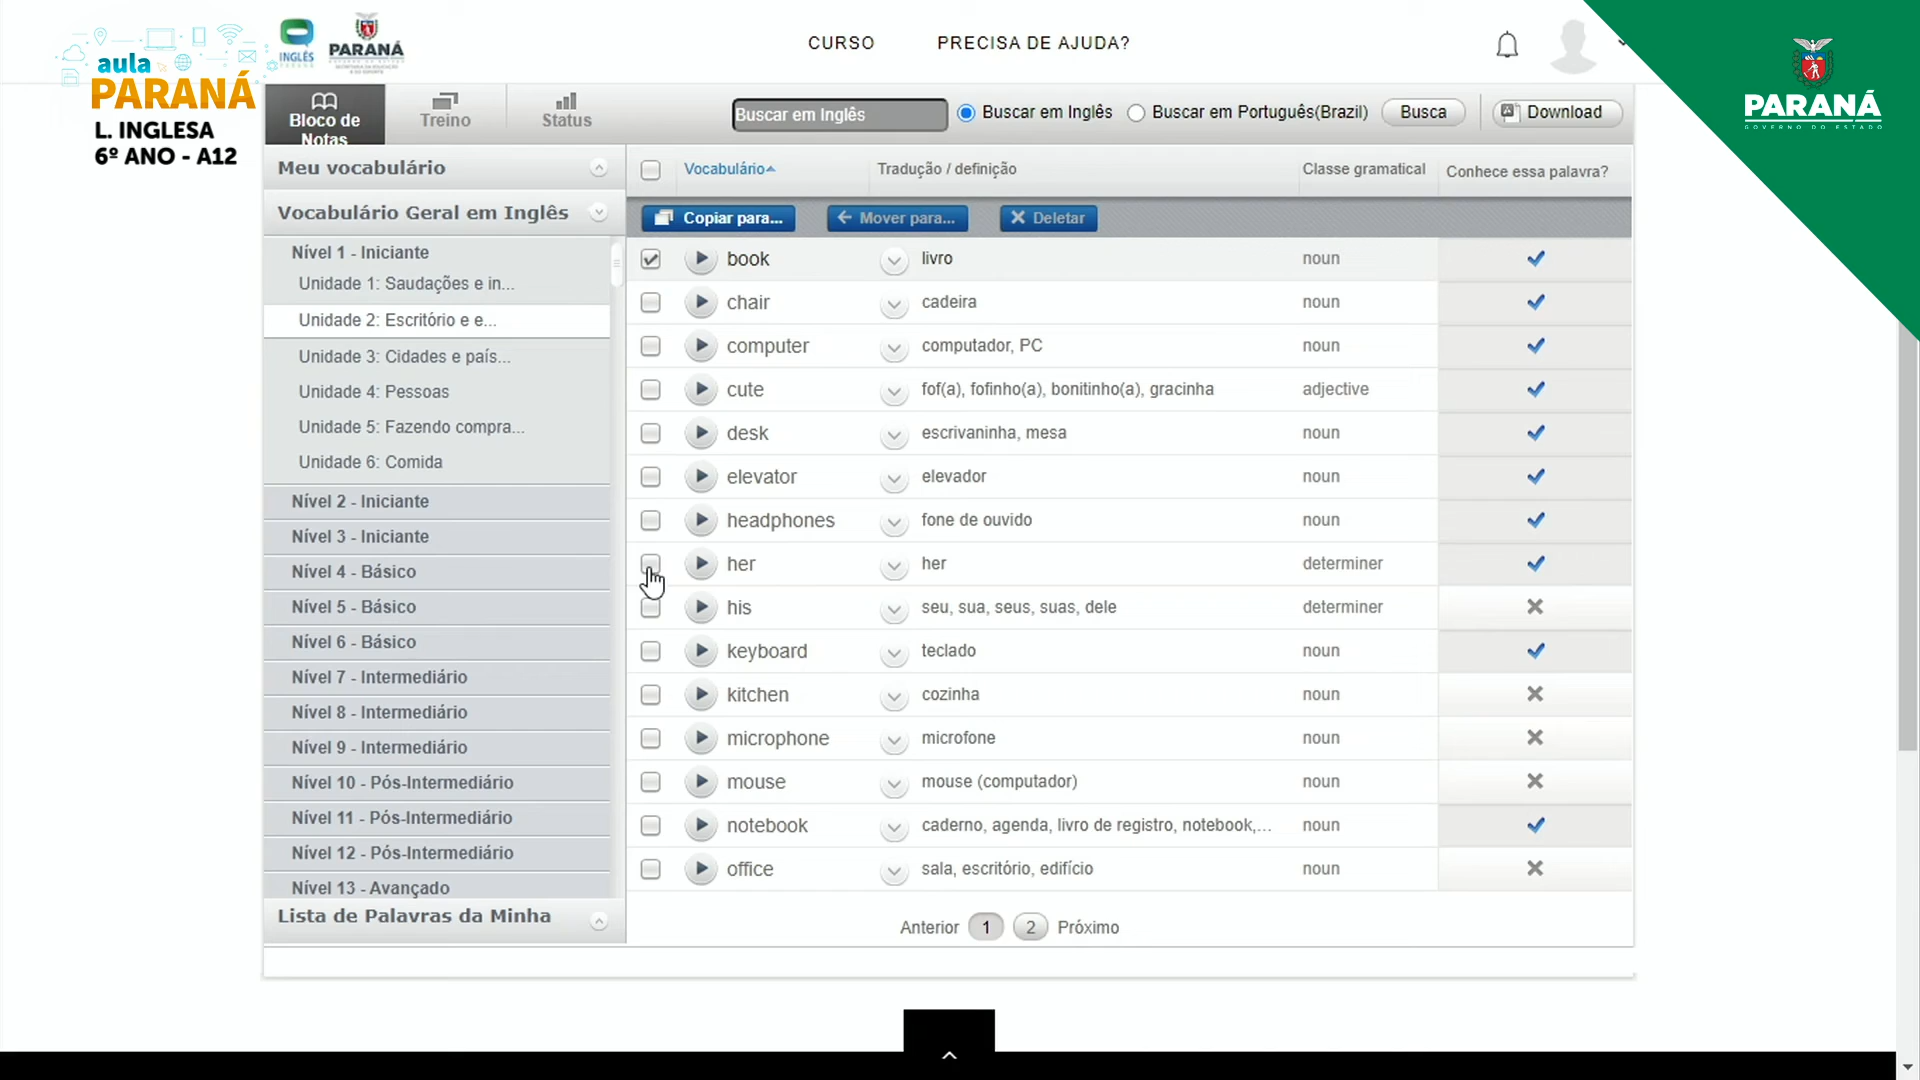 aula
PARANÁ
L. INGLESA
6º ANO - A12
INGLÊS
PARANÁ
CURSO
PRECISA DE AJUDA?
PARANÁ
GOVERNO DO ESTADO
Bloco de
Notas
Treino
Status
Buscar em Inglês
Buscar em Inglês
Buscar em Português(Brazil)
Busca
Download
Meu vocabulário
Vocabulário Geral em Inglês
Nível 1 - Iniciante
Unidade 1: Saudações e in...
Unidade 2: Escritório e e...
Unidade 3: Cidades e país...
Unidade 4: Pessoas
Unidade 5: Fazendo compra...
Unidade 6: Comida
Nível 2 - Iniciante
Nível 3 - Iniciante
Nível 4 - Básico
Nível 5 - Básico
Nível 6 - Básico
Nível 7 - Intermediário
Nível 8 - Intermediário
Nível 9 - Intermediário
Nível 10 - Pós-Intermediário
Nível 11 - Pós-Intermediário
Nível 12 - Pós-Intermediário
Nível 13 - Avançado
Lista de Palavras da Minha
Vocabulário Tradução / definição Classe gramatical Conhece essa palavra?
Copiar para... Mover para... Deletar
book livro noun
chair cadeira noun
computer computador, PC noun
cute fof(a), fofinho(a), bonitinho(a), gracinha adjective
desk escrivaninha, mesa noun
elevator elevador noun
headphones fone de ouvido noun
her her determiner
his seu, sua, seus, suas, dele determiner
keyboard teclado noun
kitchen cozinha noun
microphone microfone noun
mouse mouse (computador) noun
notebook caderno, agenda, livro de registro, notebook,... noun
office sala, escritório, edifício noun
Anterior 1 2 Próximo